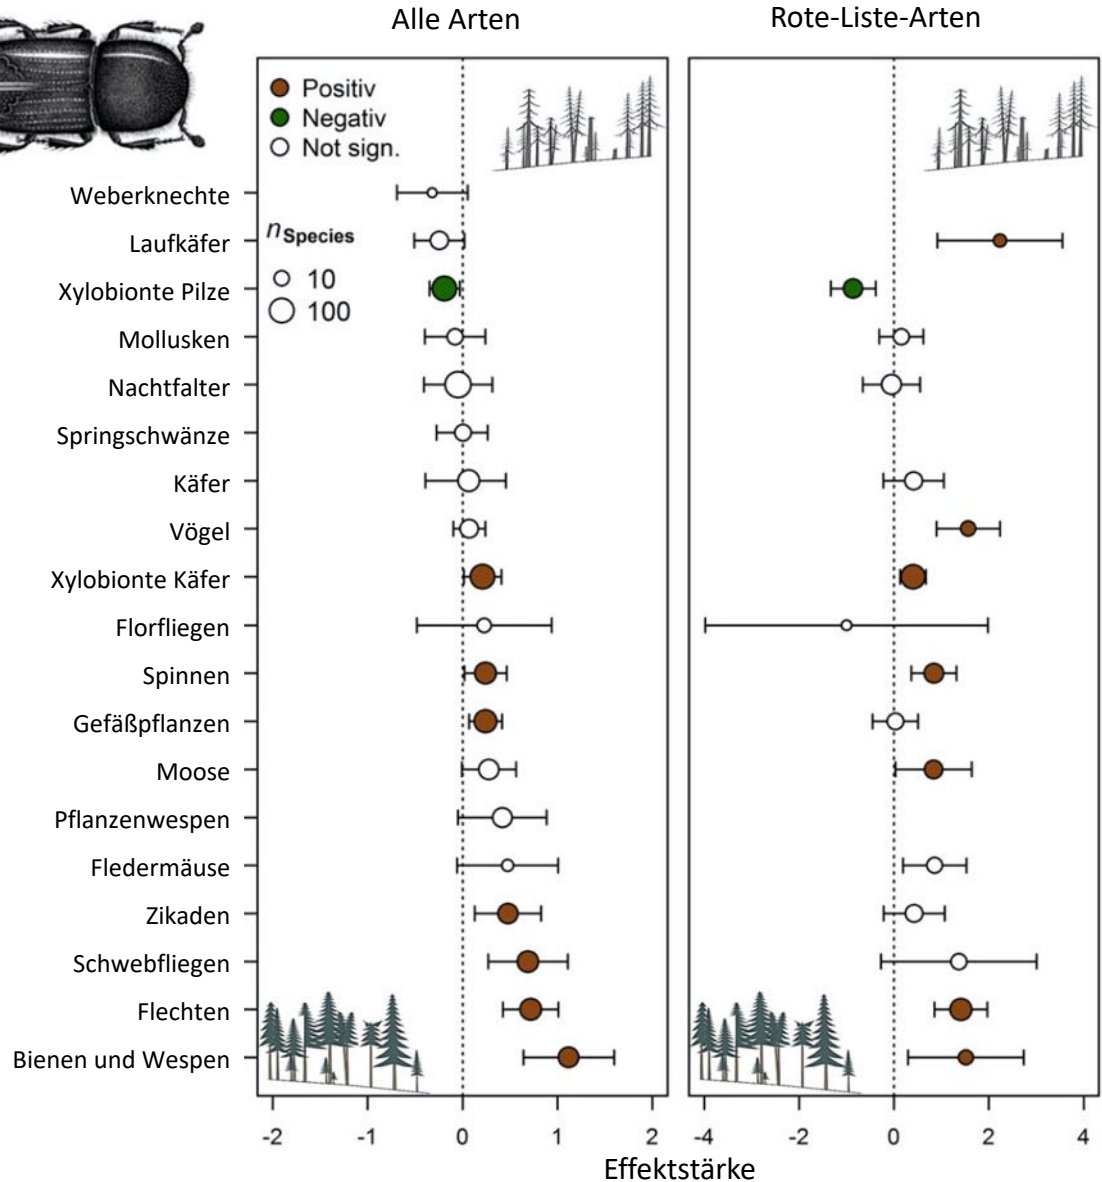 Alle Arten
Rote-Liste-Arten
Positiv
Negativ
Not sign.
nSpecies
10
100
Weberknechte
Laufkäfer
Xylobionte Pilze
Mollusken
Nachtfalter
Springschwänze
Käfer
Vögel
Xylobionte Käfer
Florfliegen
Spinnen
Gefäßpflanzen
Moose
Pflanzenwespen
Fledermäuse
Zikaden
Schwebfliegen
Flechten
Bienen und Wespen
-2 -1 0 1 2
-4 -2 0 2 4
Effektstärke